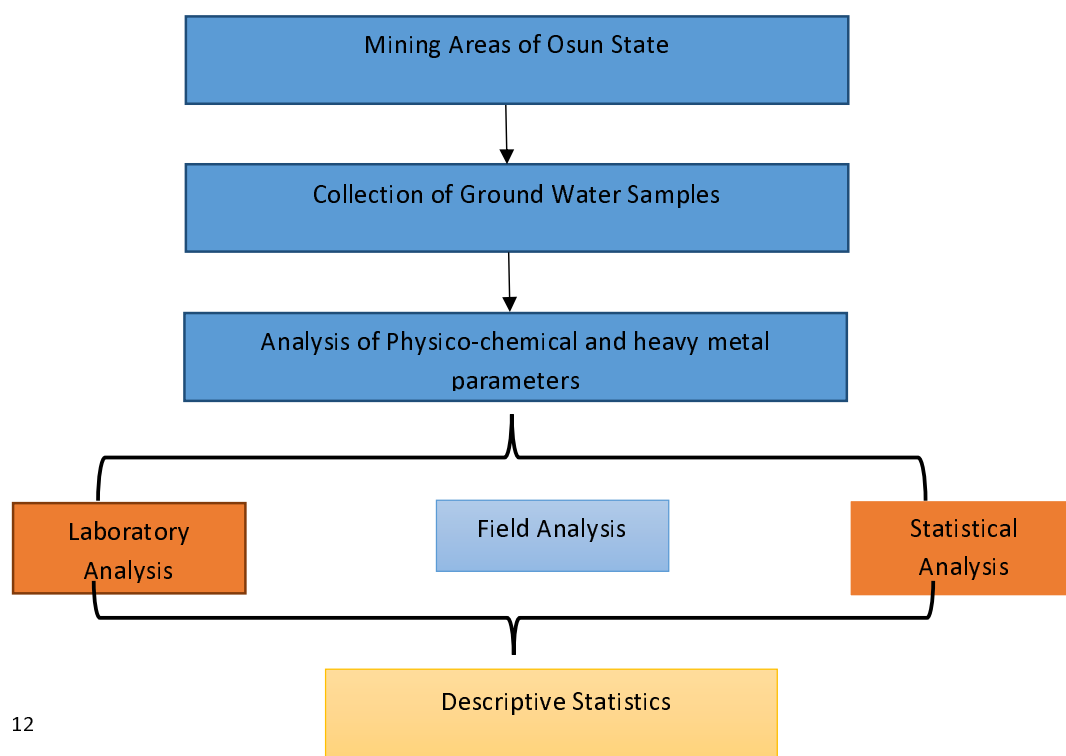 Mining Areas of Osun State
Collection of Ground Water Samples
Analysis of Physico-chemical and heavy metal
parameters
Laboratory
Analysis
Field Analysis
Statistical
Analysis
Descriptive Statistics
12